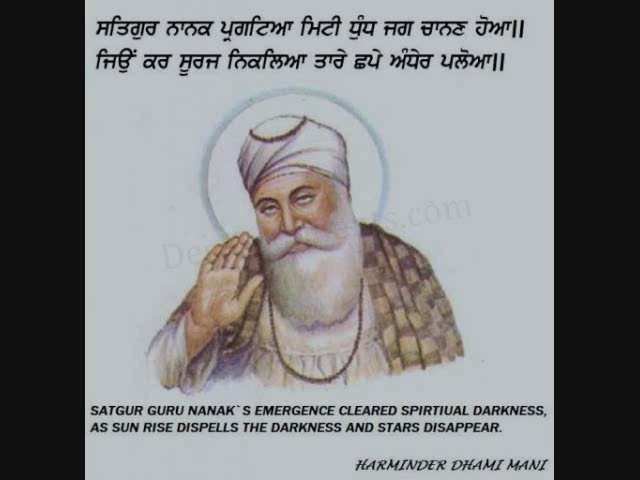 ਸਤਿਗੁਰ ਨਾਨਕ ਪ੍ਰਗਟਿਆ ਮਿਟੀ ਧੁੰਧ ਜਗ ਚਾਨਣ ਹੋਆ||
ਜਿਉਂ ਕਰ ਸੂਰਜ ਨਿਕਲਿਆ ਤਾਰੇ ਛਪੇ ਅੰਧੇਰ ਪਲੋਆ||
SATGUR GURU NANAK`S EMERGENCE CLEARED SPIRTIUAL DARKNESS,
AS SUN RISE DISPELLS THE DARKNESS AND STARS DISAPPEAR.
HARMINDER DHAMI MANI